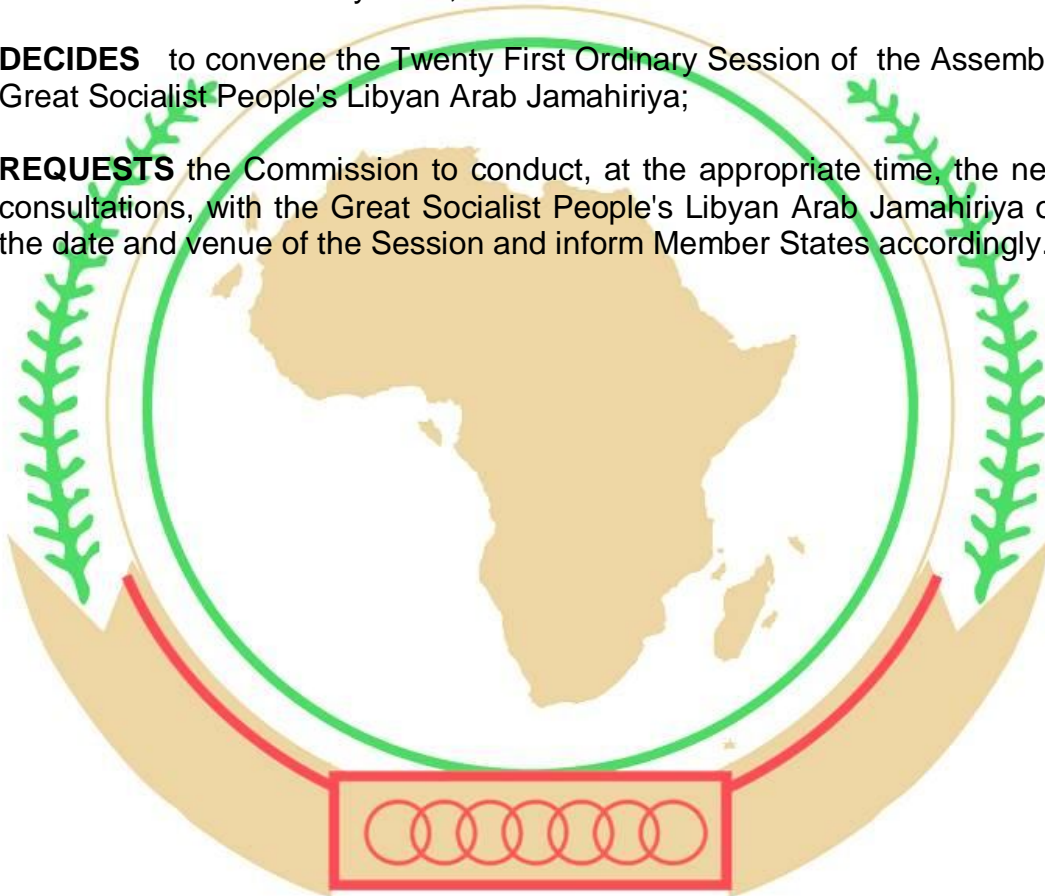 DECIDES to convene the Twenty First Ordinary Session of the Assemb
Great Socialist People's Libyan Arab Jamahiriya;
REQUESTS the Commission to conduct, at the appropriate time, the ne
consultations, with the Great Socialist People's Libyan Arab Jamahiriya
the date and venue of the Session and inform Member States accordingly.